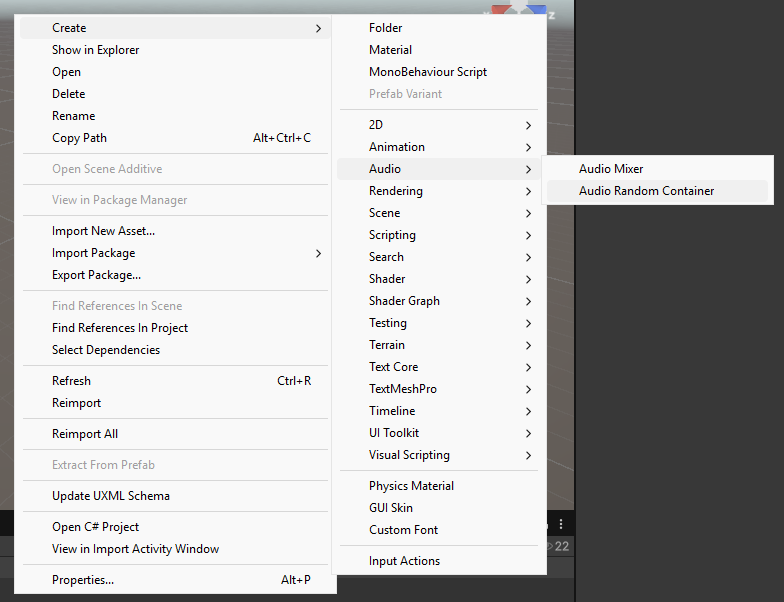 Create
Show in Explorer
Open
Delete
Rename
Copy Path Alt+Ctrl+C
Open Scene Additive
View in Package Manager
Import New Asset...
Import Package
Export Package...
Find References In Scene
Find References In Project
Select Dependencies
Refresh Ctrl+R
Reimport
Reimport All
Extract From Prefab
Update UXML Schema
Open C# Project
View in Import Activity Window
Properties... Alt+P
Folder
Material
MonoBehaviour Script
Prefab Variant
2D
Animation
Audio
Rendering
Scene
Scripting
Search
Shader
Shader Graph
Testing
Terrain
Text Core
TextMeshPro
Timeline
UI Toolkit
Visual Scripting
Physics Material
GUI Skin
Custom Font
Input Actions
Audio Mixer
Audio Random Container
z
22